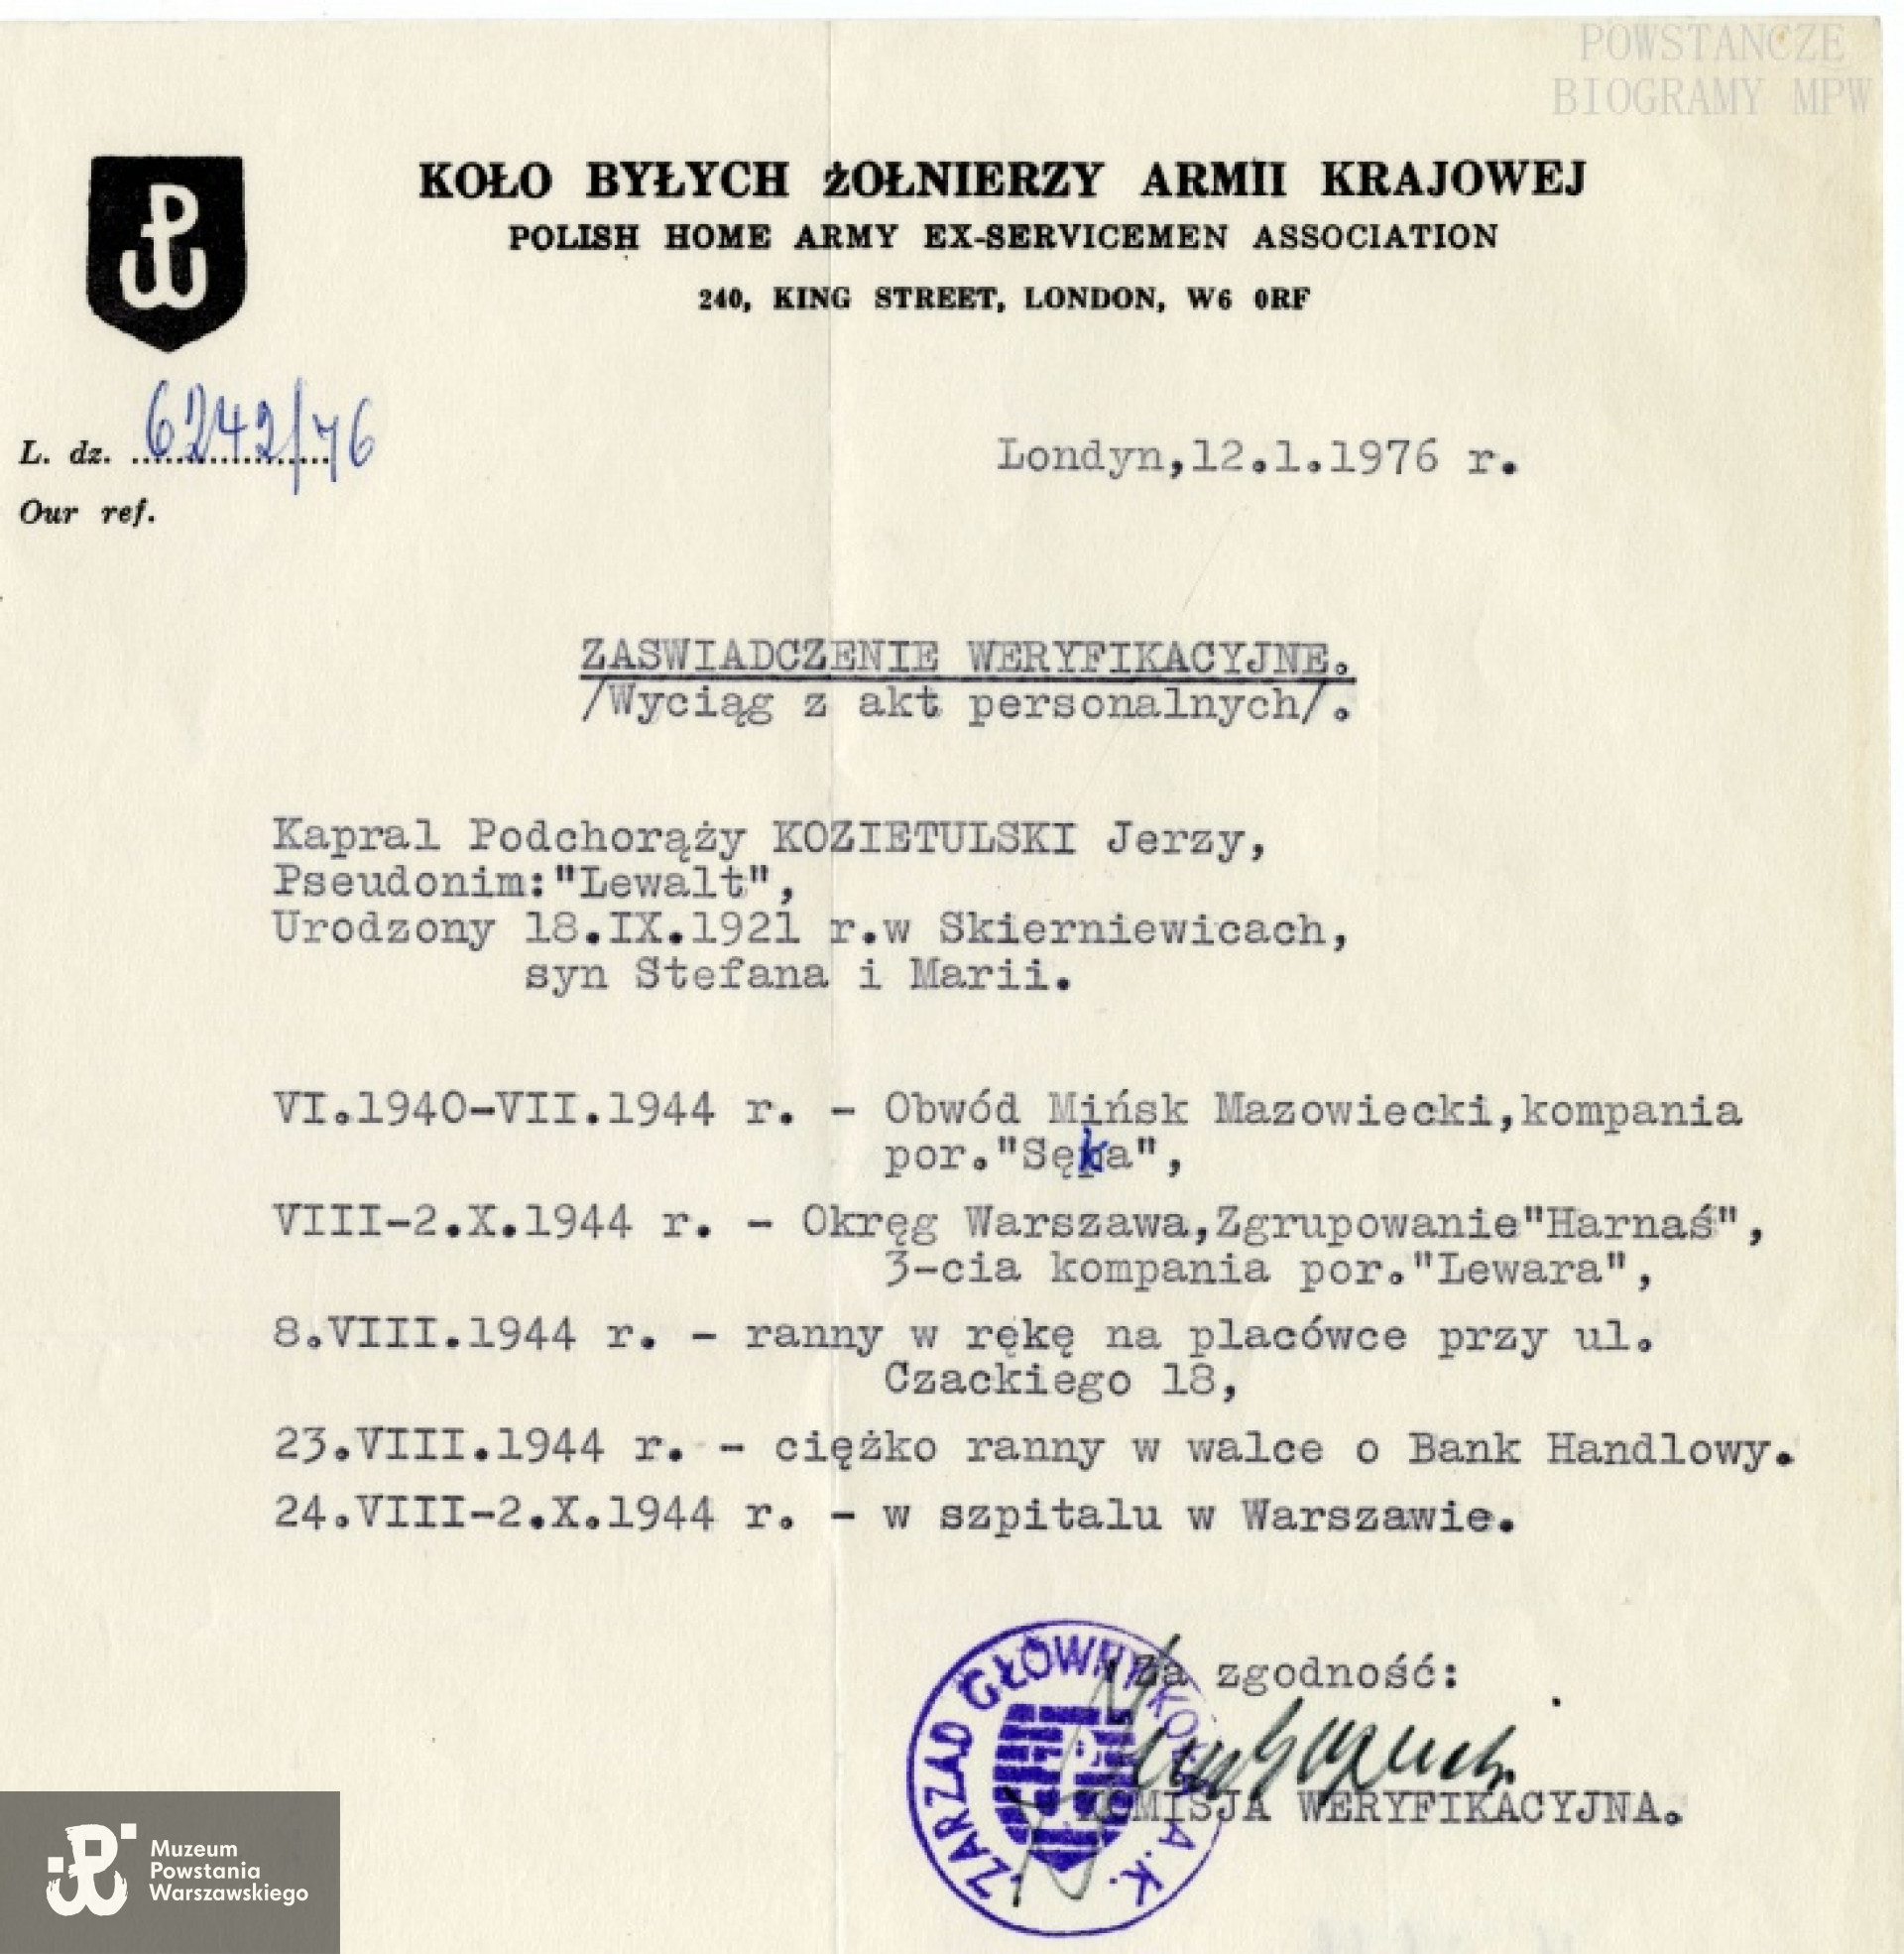 POWSTAŃCZE
BIOGRAMY MPW
KOŁO BYŁYCH ŻOŁNIERZY ARMII KRAJOWEJ
POLISH HOME ARMY EX-SERVICEMEN ASSOCIATION
240, KING STREET, LONDON, W6 0RF
L. dz. 6242/76
Our ref.
Londyn,12.1.1976 r.
ZASWIADCZENIE WERYFIKACYJNE.
/Wyciąg z akt personalnych/.
Kapral Podchorąży KOZIETULSKI Jerzy,
Pseudonim:"Lewalt",
Urodzony 18.IX.1921 r.w Skierniewicach,
syn Stefana i Marii.
VI.1940-VII.1944 r. - Obwód Mińsk Mazowiecki,kompania
por."Sęka",
VIII-2.X.1944 r. - Okręg Warszawa,Zgrupowanie"Harnaś",
3-cia kompania por."Lewara",
8.VIII.1944 r. - ranny w rękę na placówce przy ul.
Czackiego 18,
23.VIII.1944 r. - ciężko ranny w walce o Bank Handlowy.
24.VIII-2.X.1944 r. - w szpitalu w Warszawie.
Za zgodność:
KOMISJA WERYFIKACYJNA.
ZARZĄD GŁÓWNY KOŁA A.K.
Muzeum
Powstania
Warszawskiego